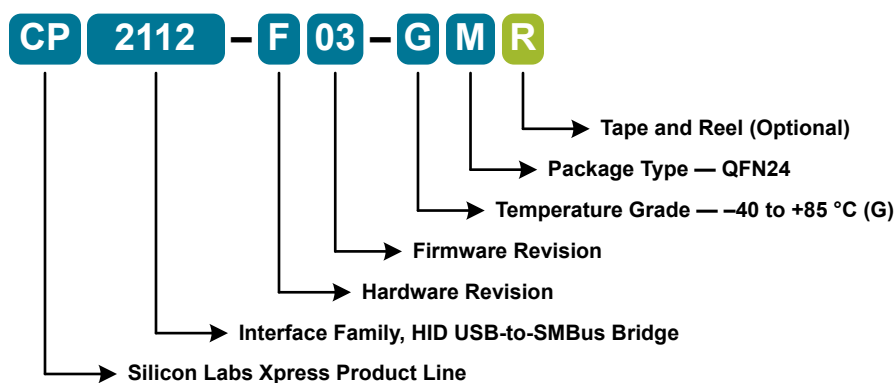 CP 2112 – F 03 – G M R
Tape and Reel (Optional)
Package Type — QFN24
Temperature Grade — –40 to +85 °C (G)
Firmware Revision
Hardware Revision
Interface Family, HID USB-to-SMBus Bridge
Silicon Labs Xpress Product Line